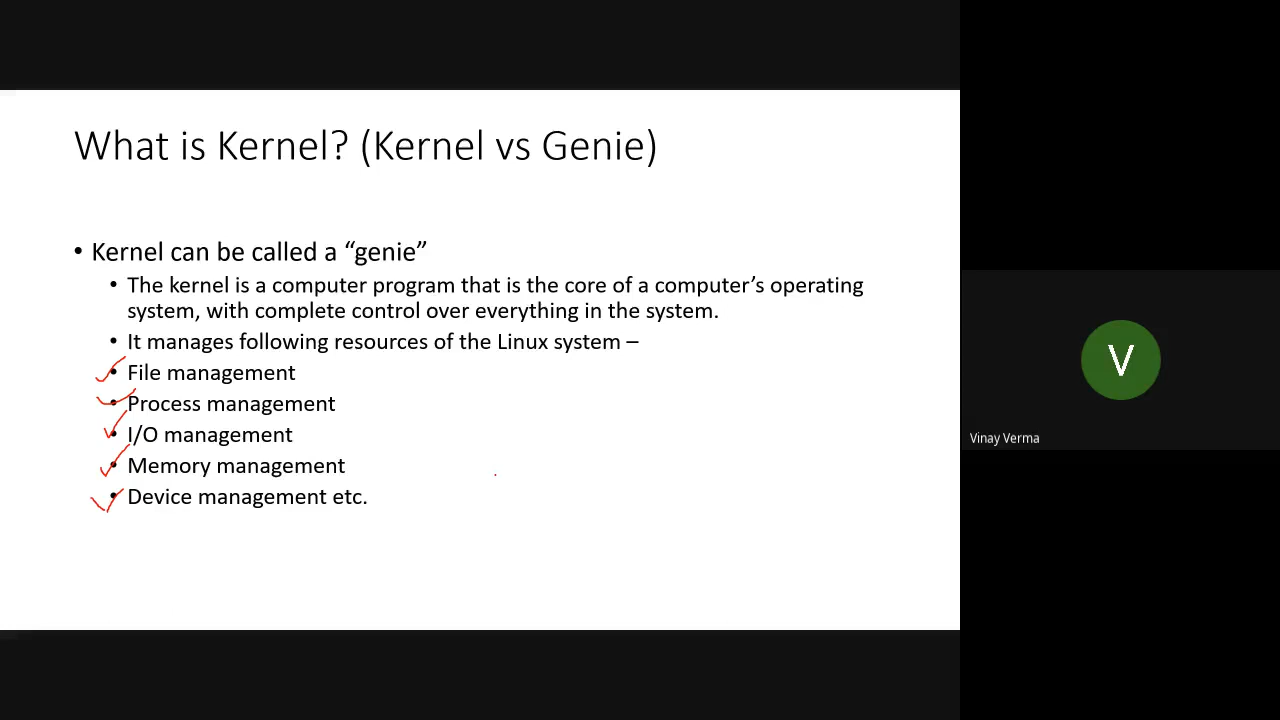 What is Kernel? (Kernel vs Genie)
• Kernel can be called a “genie”
• The kernel is a computer program that is the core of a computer’s operating
system, with complete control over everything in the system.
• It manages following resources of the Linux system –
• File management
• Process management
• I/O management
• Memory management
• Device management etc.
V
Vinay Verma